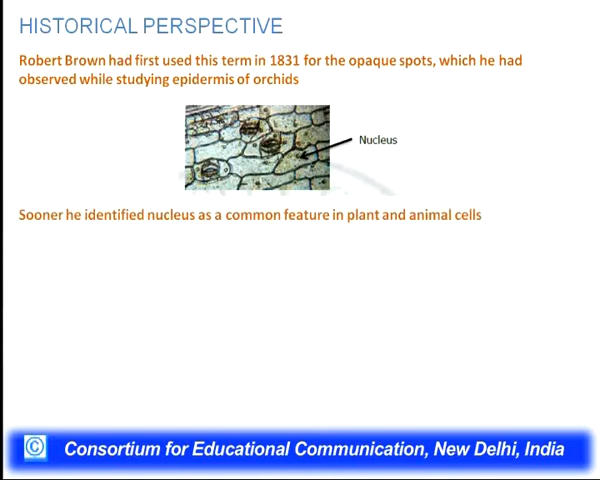 HISTORICAL PERSPECTIVE
Robert Brown had first used this term in 1831 for the opaque spots, which he had
observed while studying epidermis of orchids
Nucleus
Sooner he identified nucleus as a common feature in plant and animal cells
© Consortium for Educational Communication, New Delhi, India